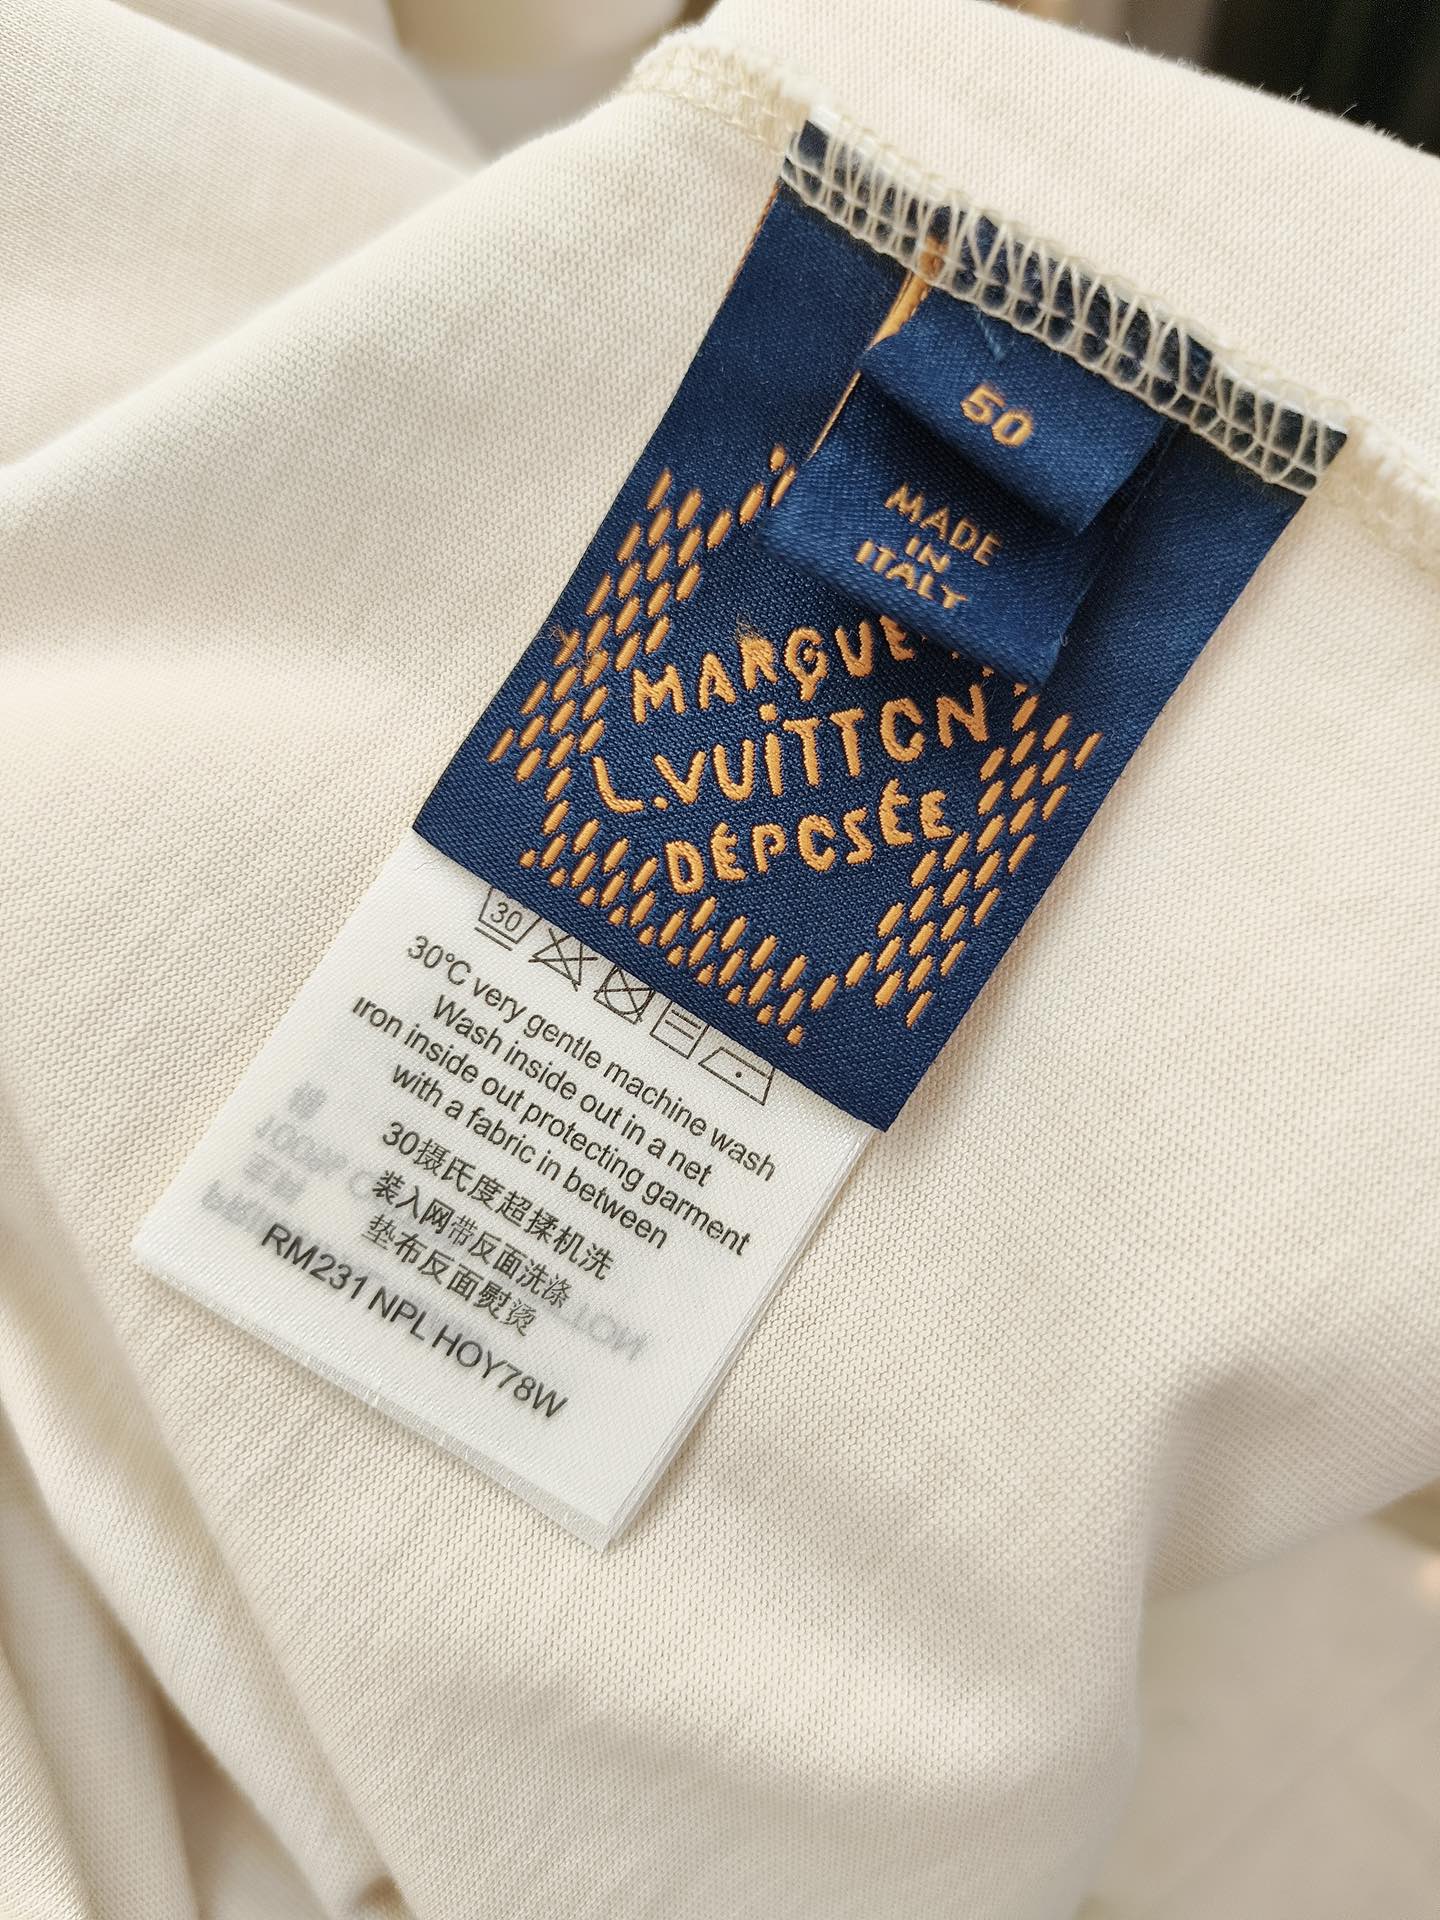 50
MADE
IN
ITALY
MARQUE
L.VUITTON
DÉPOSÉE
30
30°C very gentle machine wash
Wash inside out in a net
Iron inside out protecting garment
with a fabric in between
30摄氏度超揉机洗
装入网带反面洗涤
垫布反面熨烫
RM231 NPL HOY78W